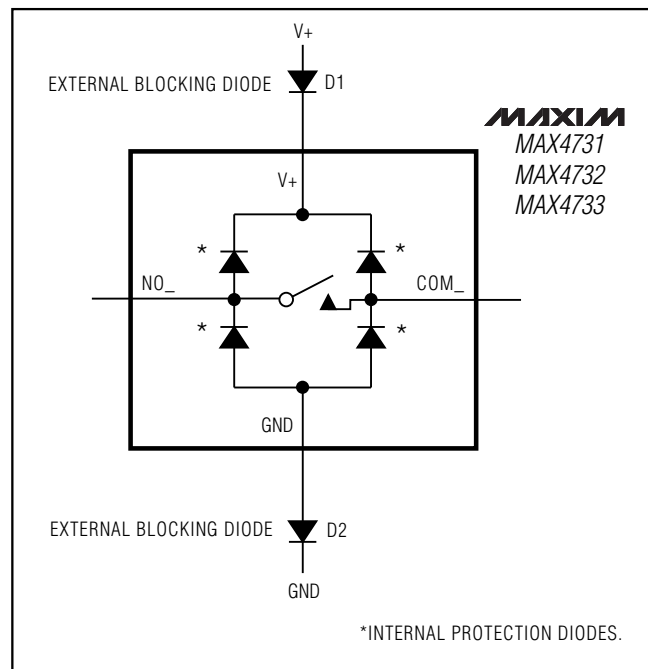 V+
EXTERNAL BLOCKING DIODE D1
MAXIM
MAX4731
MAX4732
MAX4733
V+
* *
NO_ COM_
* *
GND
EXTERNAL BLOCKING DIODE D2
GND
*INTERNAL PROTECTION DIODES.